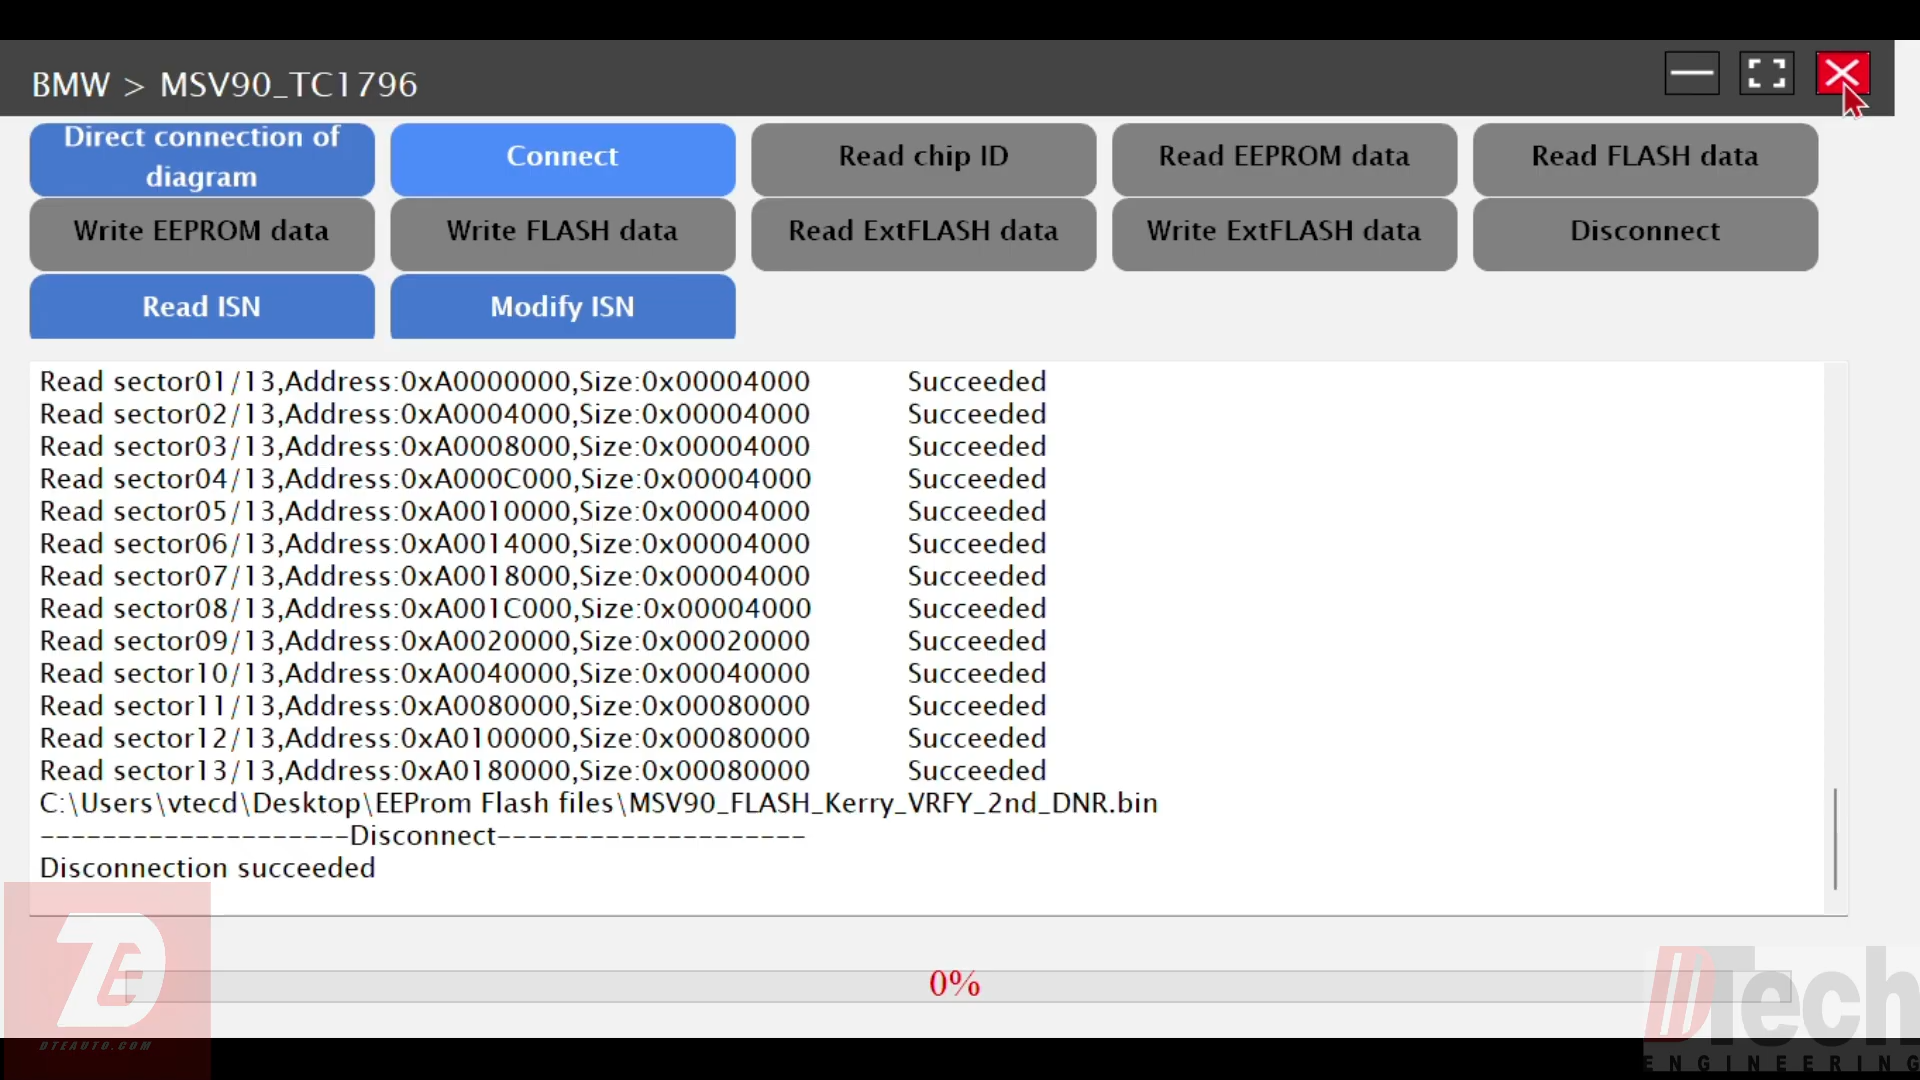 BMW > MSV90_TC1796
Direct connection of
diagram
Connect
Read chip ID
Read EEPROM data
Read FLASH data
Write EEPROM data
Write FLASH data
Read ExtFLASH data
Write ExtFLASH data
Disconnect
Read ISN
Modify ISN
Read sector01/13,Address:0xA0000000,Size:0x00004000 Succeeded
Read sector02/13,Address:0xA0004000,Size:0x00004000 Succeeded
Read sector03/13,Address:0xA0008000,Size:0x00004000 Succeeded
Read sector04/13,Address:0xA000C000,Size:0x00004000 Succeeded
Read sector05/13,Address:0xA0010000,Size:0x00004000 Succeeded
Read sector06/13,Address:0xA0014000,Size:0x00004000 Succeeded
Read sector07/13,Address:0xA0018000,Size:0x00004000 Succeeded
Read sector08/13,Address:0xA001C000,Size:0x00004000 Succeeded
Read sector09/13,Address:0xA0020000,Size:0x00020000 Succeeded
Read sector10/13,Address:0xA0040000,Size:0x00040000 Succeeded
Read sector11/13,Address:0xA0080000,Size:0x00080000 Succeeded
Read sector12/13,Address:0xA0100000,Size:0x00080000 Succeeded
Read sector13/13,Address:0xA0180000,Size:0x00080000 Succeeded
C:\Users\vtecd\Desktop\EEProm Flash files\MSV90_FLASH_Kerry_VRFY_2nd_DNR.bin
--------------------Disconnect--------------------
Disconnection succeeded
0%
DTE
DTEAUTO.COM
DTech
ENGINEERING